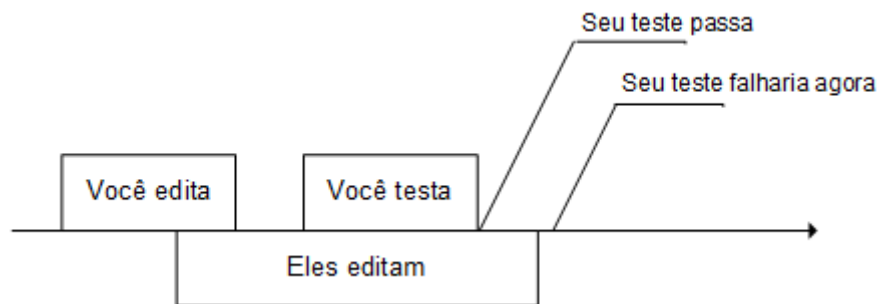 Seu teste passa
Seu teste falharia agora
Você edita
Você testa
Eles editam